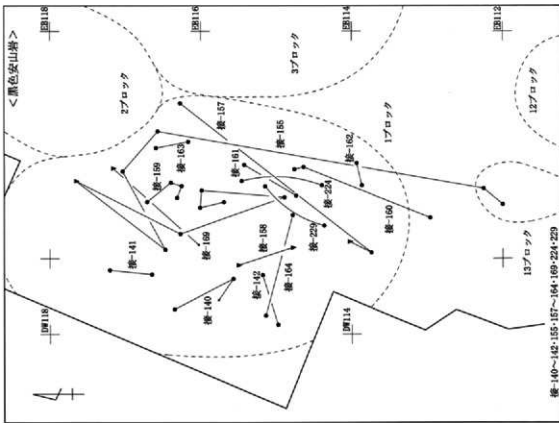 <黒色安山岩>
EB118
EB116
EB114
EB112
2ブロック
3ブロック
1ブロック
12ブロック
13ブロック
接-157
接-155
接-163
接-159
接-161
接-162
接-224
接-160
接-141
接-169
接-158
接-229
接-164
接-142
接-140
DW118
DW114
接-140~142・155・157~164・169・224・229